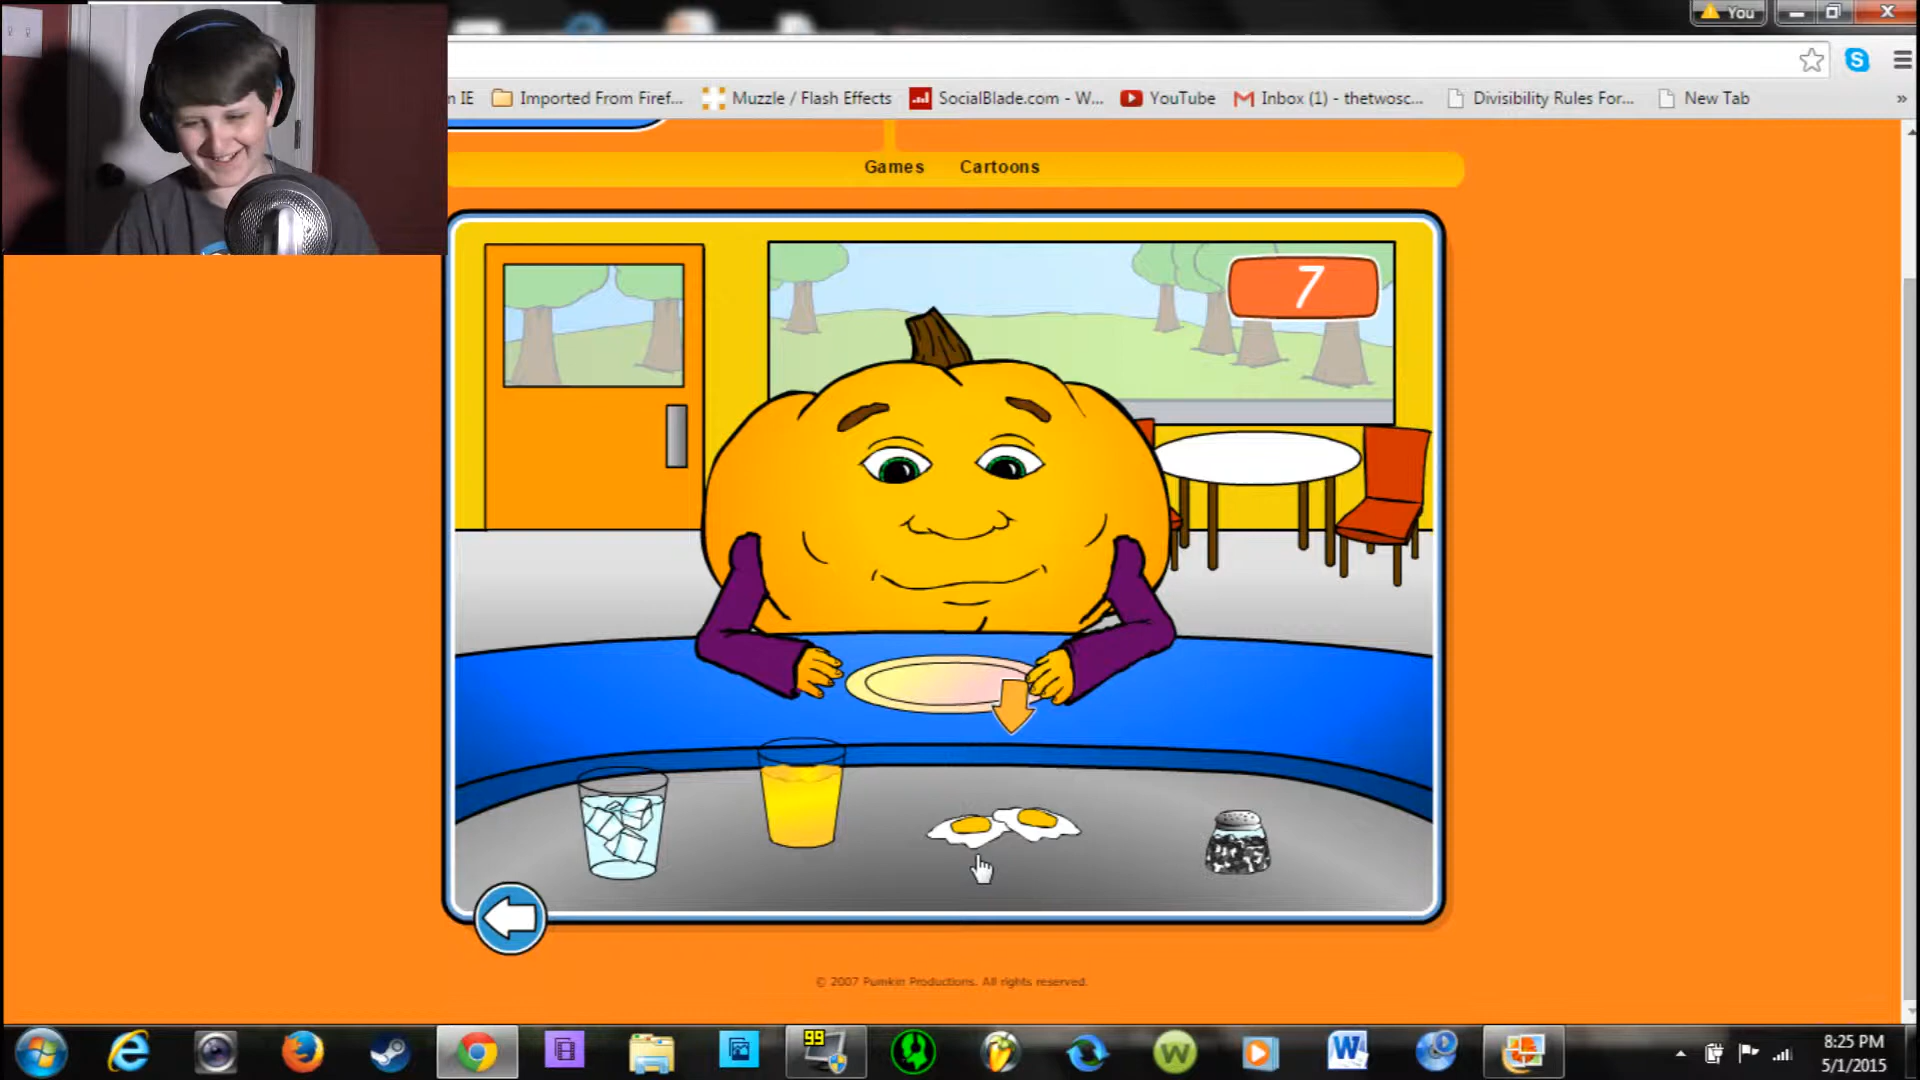 You
n IE
Imported From Firef...
Muzzle / Flash Effects
SocialBlade.com - W...
YouTube
Inbox (1) - thetwosc...
Divisibility Rules For...
New Tab
»
Games
Cartoons
7
© 2007 Pumkin Productions. All rights reserved.
99
8:25 PM
5/1/2015